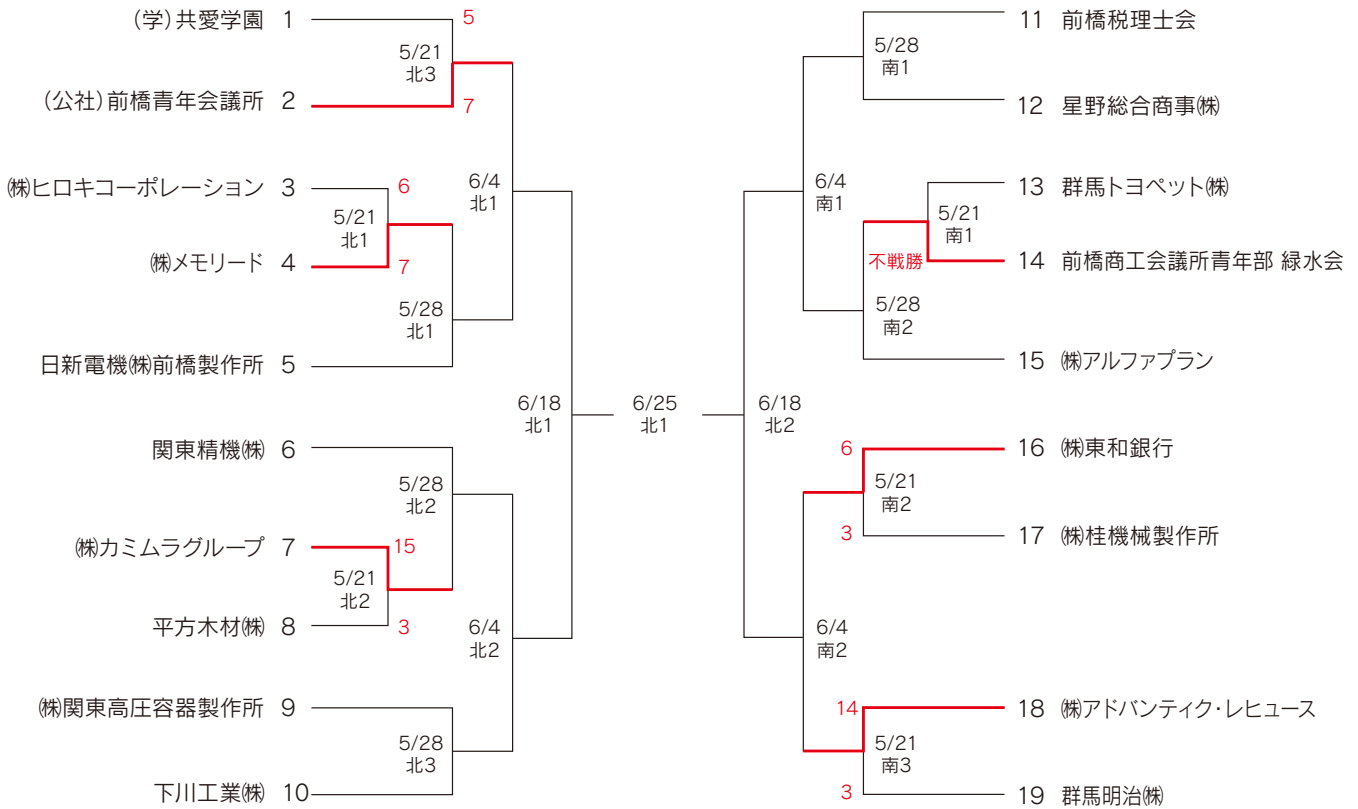 (学)共愛学園 1
5
5/21
北3
(公社)前橋青年会議所 2
7
㈱ヒロキコーポレーション 3
6
5/21
北1
㈱メモリード 4
7
6/4
北1
5/28
北1
日新電機㈱前橋製作所 5
6/18
北1
関東精機㈱ 6
5/28
北2
㈱カミムラグループ 7
15
5/21
北2
平方木材㈱ 8
3
6/4
北2
㈱関東高圧容器製作所 9
5/28
北3
下川工業㈱ 10
6/25
北1
11 前橋税理士会
5/28
南1
12 星野総合商事㈱
6/4
南1
13 群馬トヨペット㈱
5/21
南1
不戦勝
14 前橋商工会議所青年部 緑水会
5/28
南2
15 ㈱アルファプラン
6/18
北2
6
16 ㈱東和銀行
5/21
南2
3
17 ㈱桂機械製作所
6/4
南2
14
18 ㈱アドバンティク・レヒュース
5/21
南3
3
19 群馬明治㈱